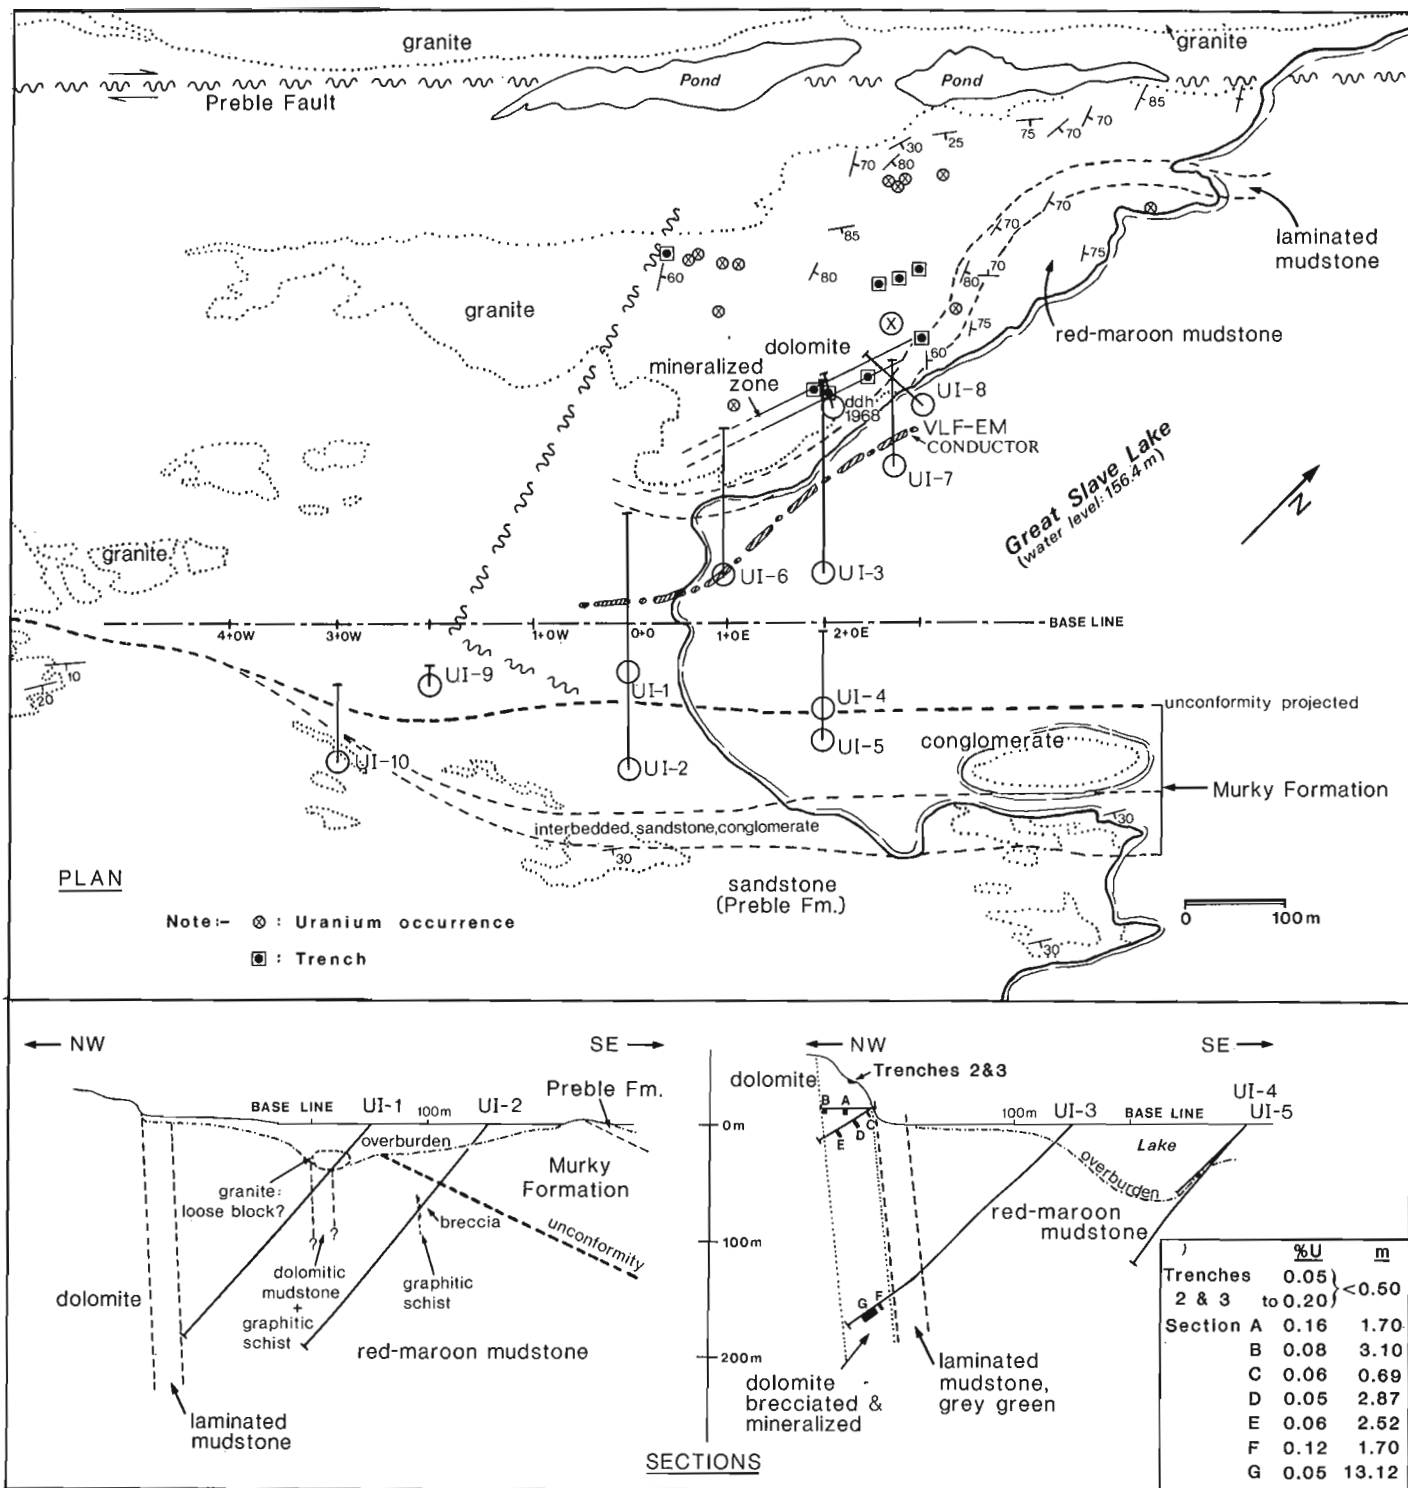 granite
granite
Preble Fault
Pond
Pond
85
70
70
75
25
30
80
70
70
70
85
80
70
80
75
75
60
60
laminated
mudstone
red-maroon mudstone
granite
dolomite
mineralized
zone
ddh
1968
UI-8
VLF-EM
CONDUCTOR
UI-7
Great Slave Lake
(water level: 156.4m)
N
granite
UI-6
UI-3
4+0W
3+0W
1+0W
0+0
1+0E
2+0E
BASE LINE
10
20
UI-9
UI-1
UI-4
unconformity projected
UI-10
UI-2
UI-5
conglomerate
Murky Formation
interbedded, sandstone, conglomerate
30
30
30
PLAN
sandstone
(Preble Fm.)
0
100m
Note:- ⊗ : Uranium occurrence
: Trench
NW
SE
Preble Fm.
BASE LINE
UI-1
100m
UI-2
overburden
Murky
Formation
granite:
loose block?
breccia
unconformity
? ?
dolomitic
mudstone
+
graphitic
schist
graphitic
schist
dolomite
red-maroon mudstone
laminated
mudstone
NW
SE
dolomite
Trenches 2&3
UI-4
B A
100m
UI-3
BASE LINE
UI-5
0m
C
D
E
Lake
overburden
red-maroon
mudstone
100m
G F
200m
dolomite
brecciated &
mineralized
laminated
mudstone,
grey green
SECTIONS
%U m
Trenches 0.05
2 & 3 to 0.20 } <0.50
Section A 0.16 1.70
B 0.08 3.10
C 0.06 0.69
D 0.05 2.87
E 0.06 2.52
F 0.12 1.70
G 0.05 13.12